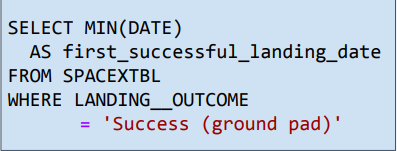 SELECT MIN(DATE)
AS first_successful_landing_date
FROM SPACEXTBL
WHERE LANDING__OUTCOME
= 'Success (ground pad)'